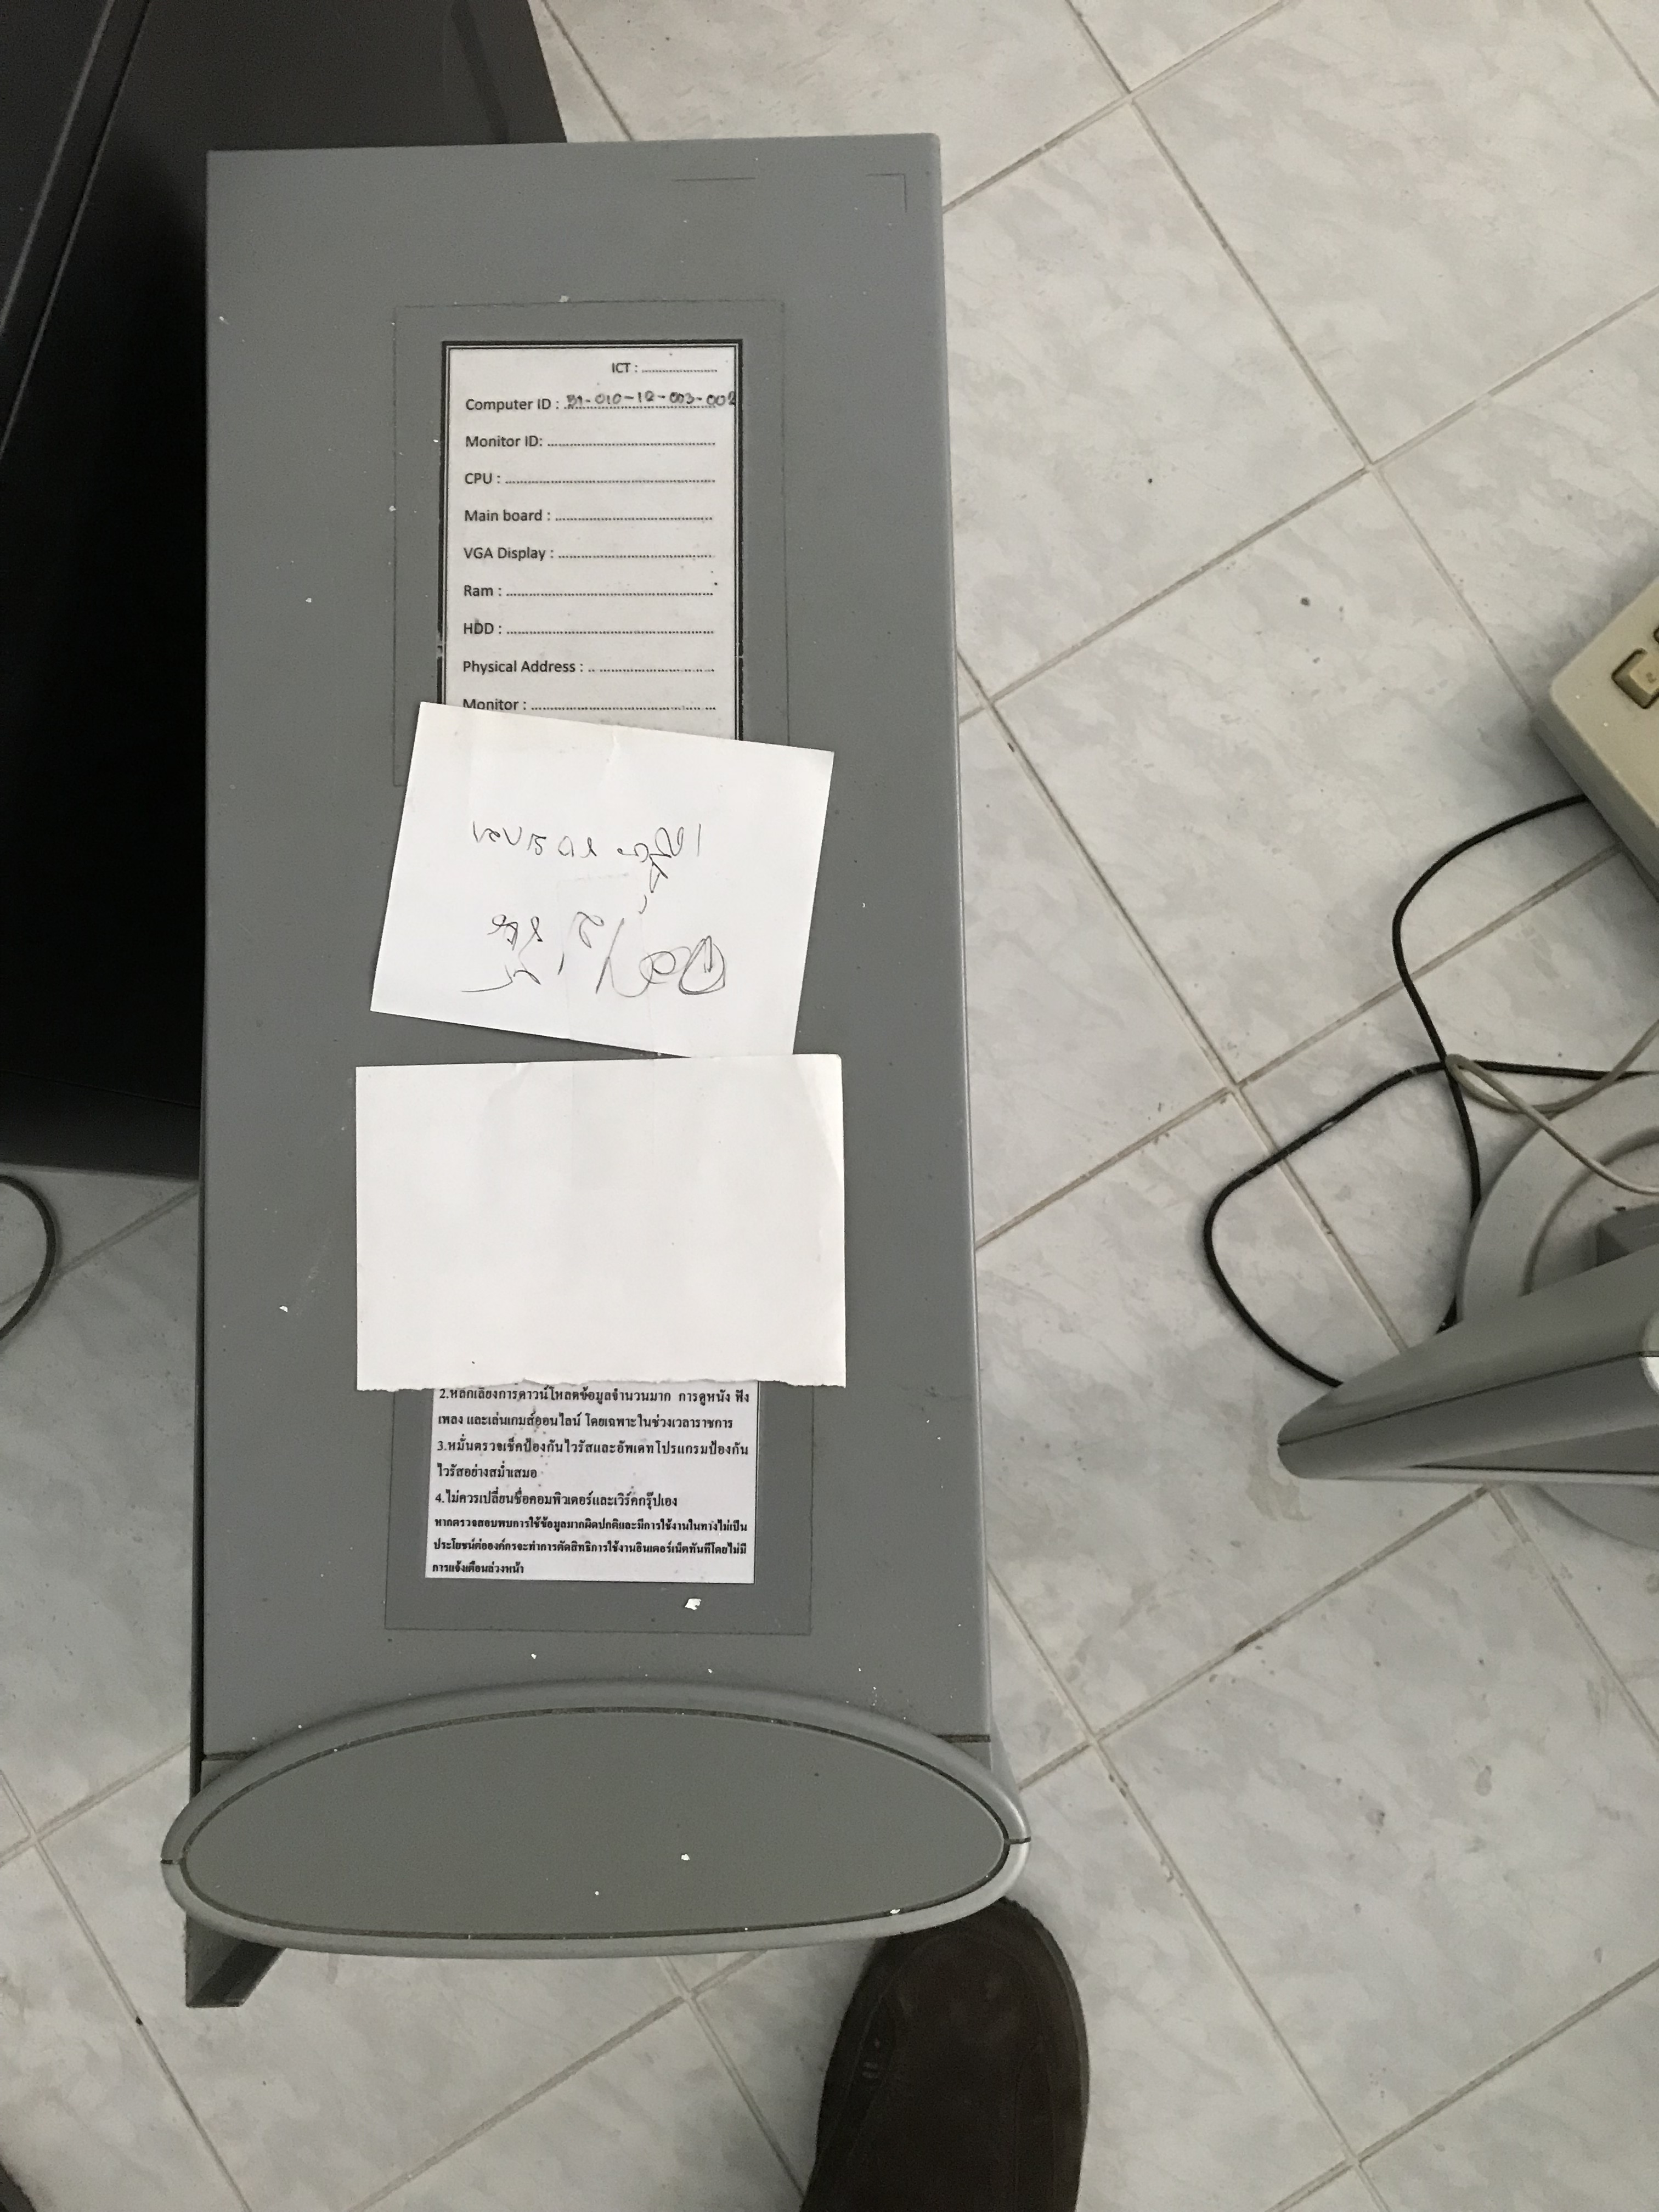 ICT : .....................
Computer ID : 31-010-12-003-002
Monitor ID: ................................................
CPU : ............................................................
Main board : .............................................
VGA Display : ............................................
Ram : ...........................................................
HDD : ...........................................................
Physical Address : .. .................................
Monitor : .....................................................
2.หลีกเลี่ยงการดาวน์โหลดข้อมูลจำนวนมาก การดูหนัง ฟัง
เพลง และเล่นเกมส์ออนไลน์ โดยเฉพาะในช่วงเวลาราชการ
3.หมั่นตรวจเช็คป้องกันไวรัสและอัพเดทโปรแกรมป้องกัน
ไวรัสอย่างสม่ำเสมอ
4.ไม่ควรเปลี่ยนชื่อคอมพิวเตอร์และเวิร์คกรุ๊ปเอง
หากตรวจสอบพบการใช้ข้อมูลมากผิดปกติและมีการใช้งานในทางไม่เป็น
ประโยชน์ต่อองค์กรจะทำการตัดสิทธิการใช้งานอินเตอร์เน็ตทันทีโดยไม่มี
การแจ้งเตือนล่วงหน้า